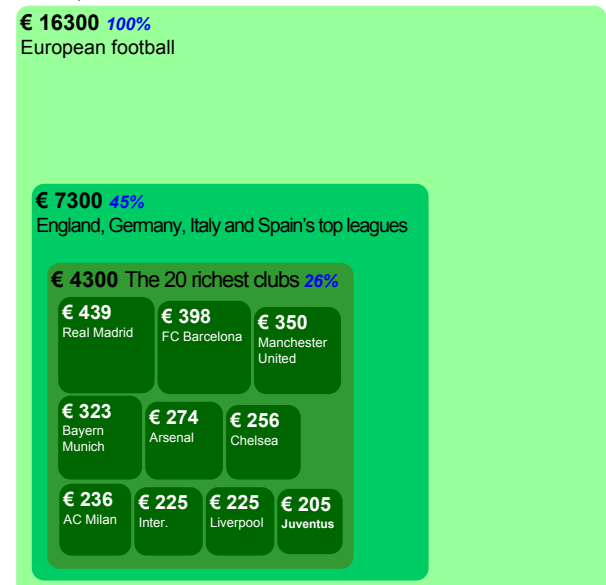 € 16300 100%
European football
€ 7300 45%
England, Germany, Italy and Spain's top leagues
€ 4300 The 20 richest clubs 26%
€ 439
Real Madrid
€ 398
FC Barcelona
€ 350
Manchester
United
€ 323
Bayern
Munich
€ 274
Arsenal
€ 256
Chelsea
€ 236
AC Milan
€ 225
Inter.
€ 225
Liverpool
€ 205
Juventus